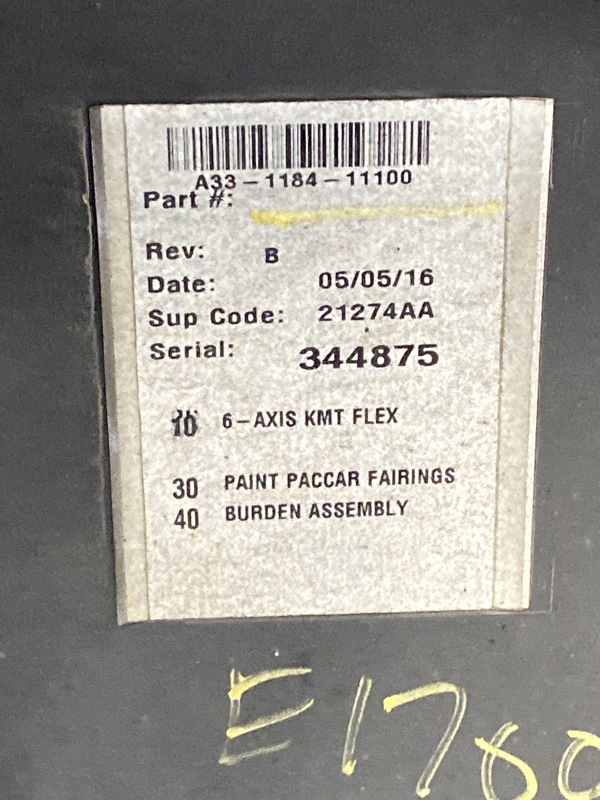 A33-1184-11100
Part #:
Rev: B
Date: 05/05/16
Sup Code: 21274AA
Serial: 344875
10 6-AXIS KMT FLEX
30 PAINT PACCAR FAIRINGS
40 BURDEN ASSEMBLY
E1780